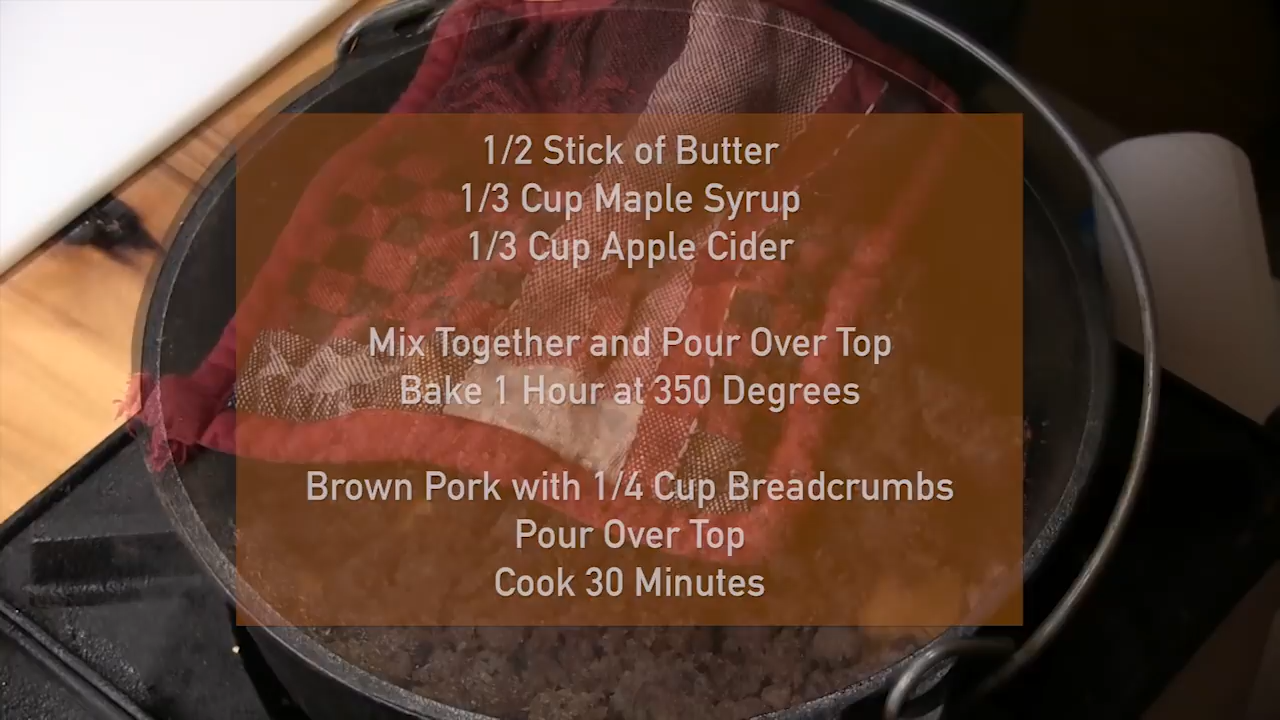 1/2 Stick of Butter
1/3 Cup Maple Syrup
1/3 Cup Apple Cider
Mix Together and Pour Over Top
Bake 1 Hour at 350 Degrees
Brown Pork with 1/4 Cup Breadcrumbs
Pour Over Top
Cook 30 Minutes